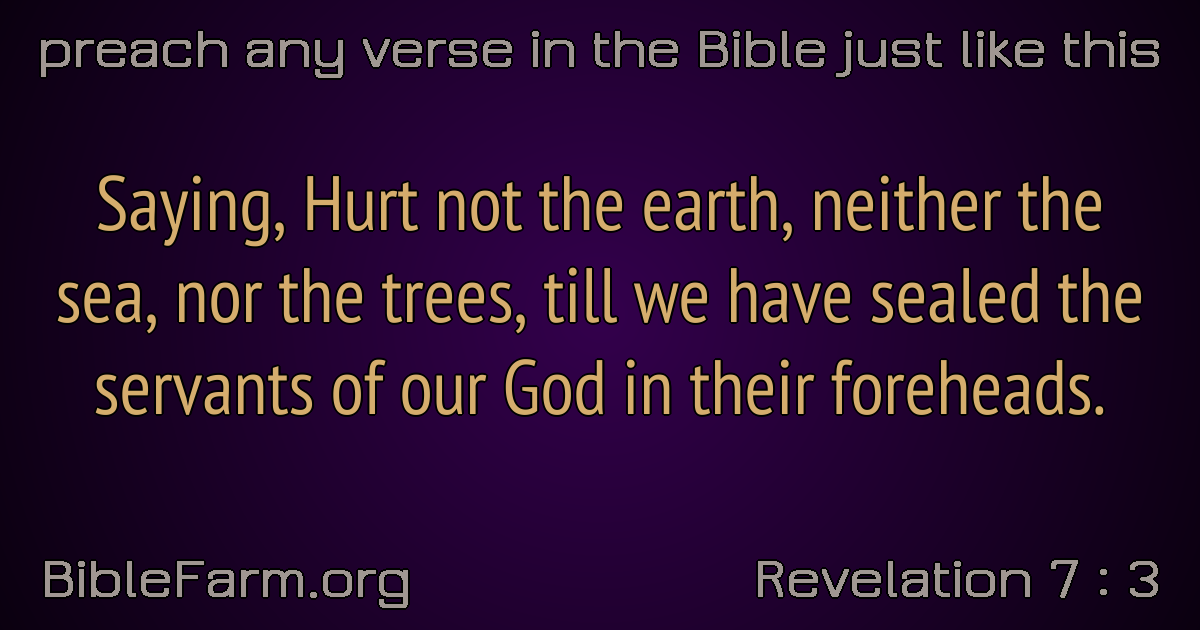 preach any verse in the Bible just like this
Saying, Hurt not the earth, neither the
sea, nor the trees, till we have sealed the
servants of our God in their foreheads.
BibleFarm.org
Revelation 7 : 3